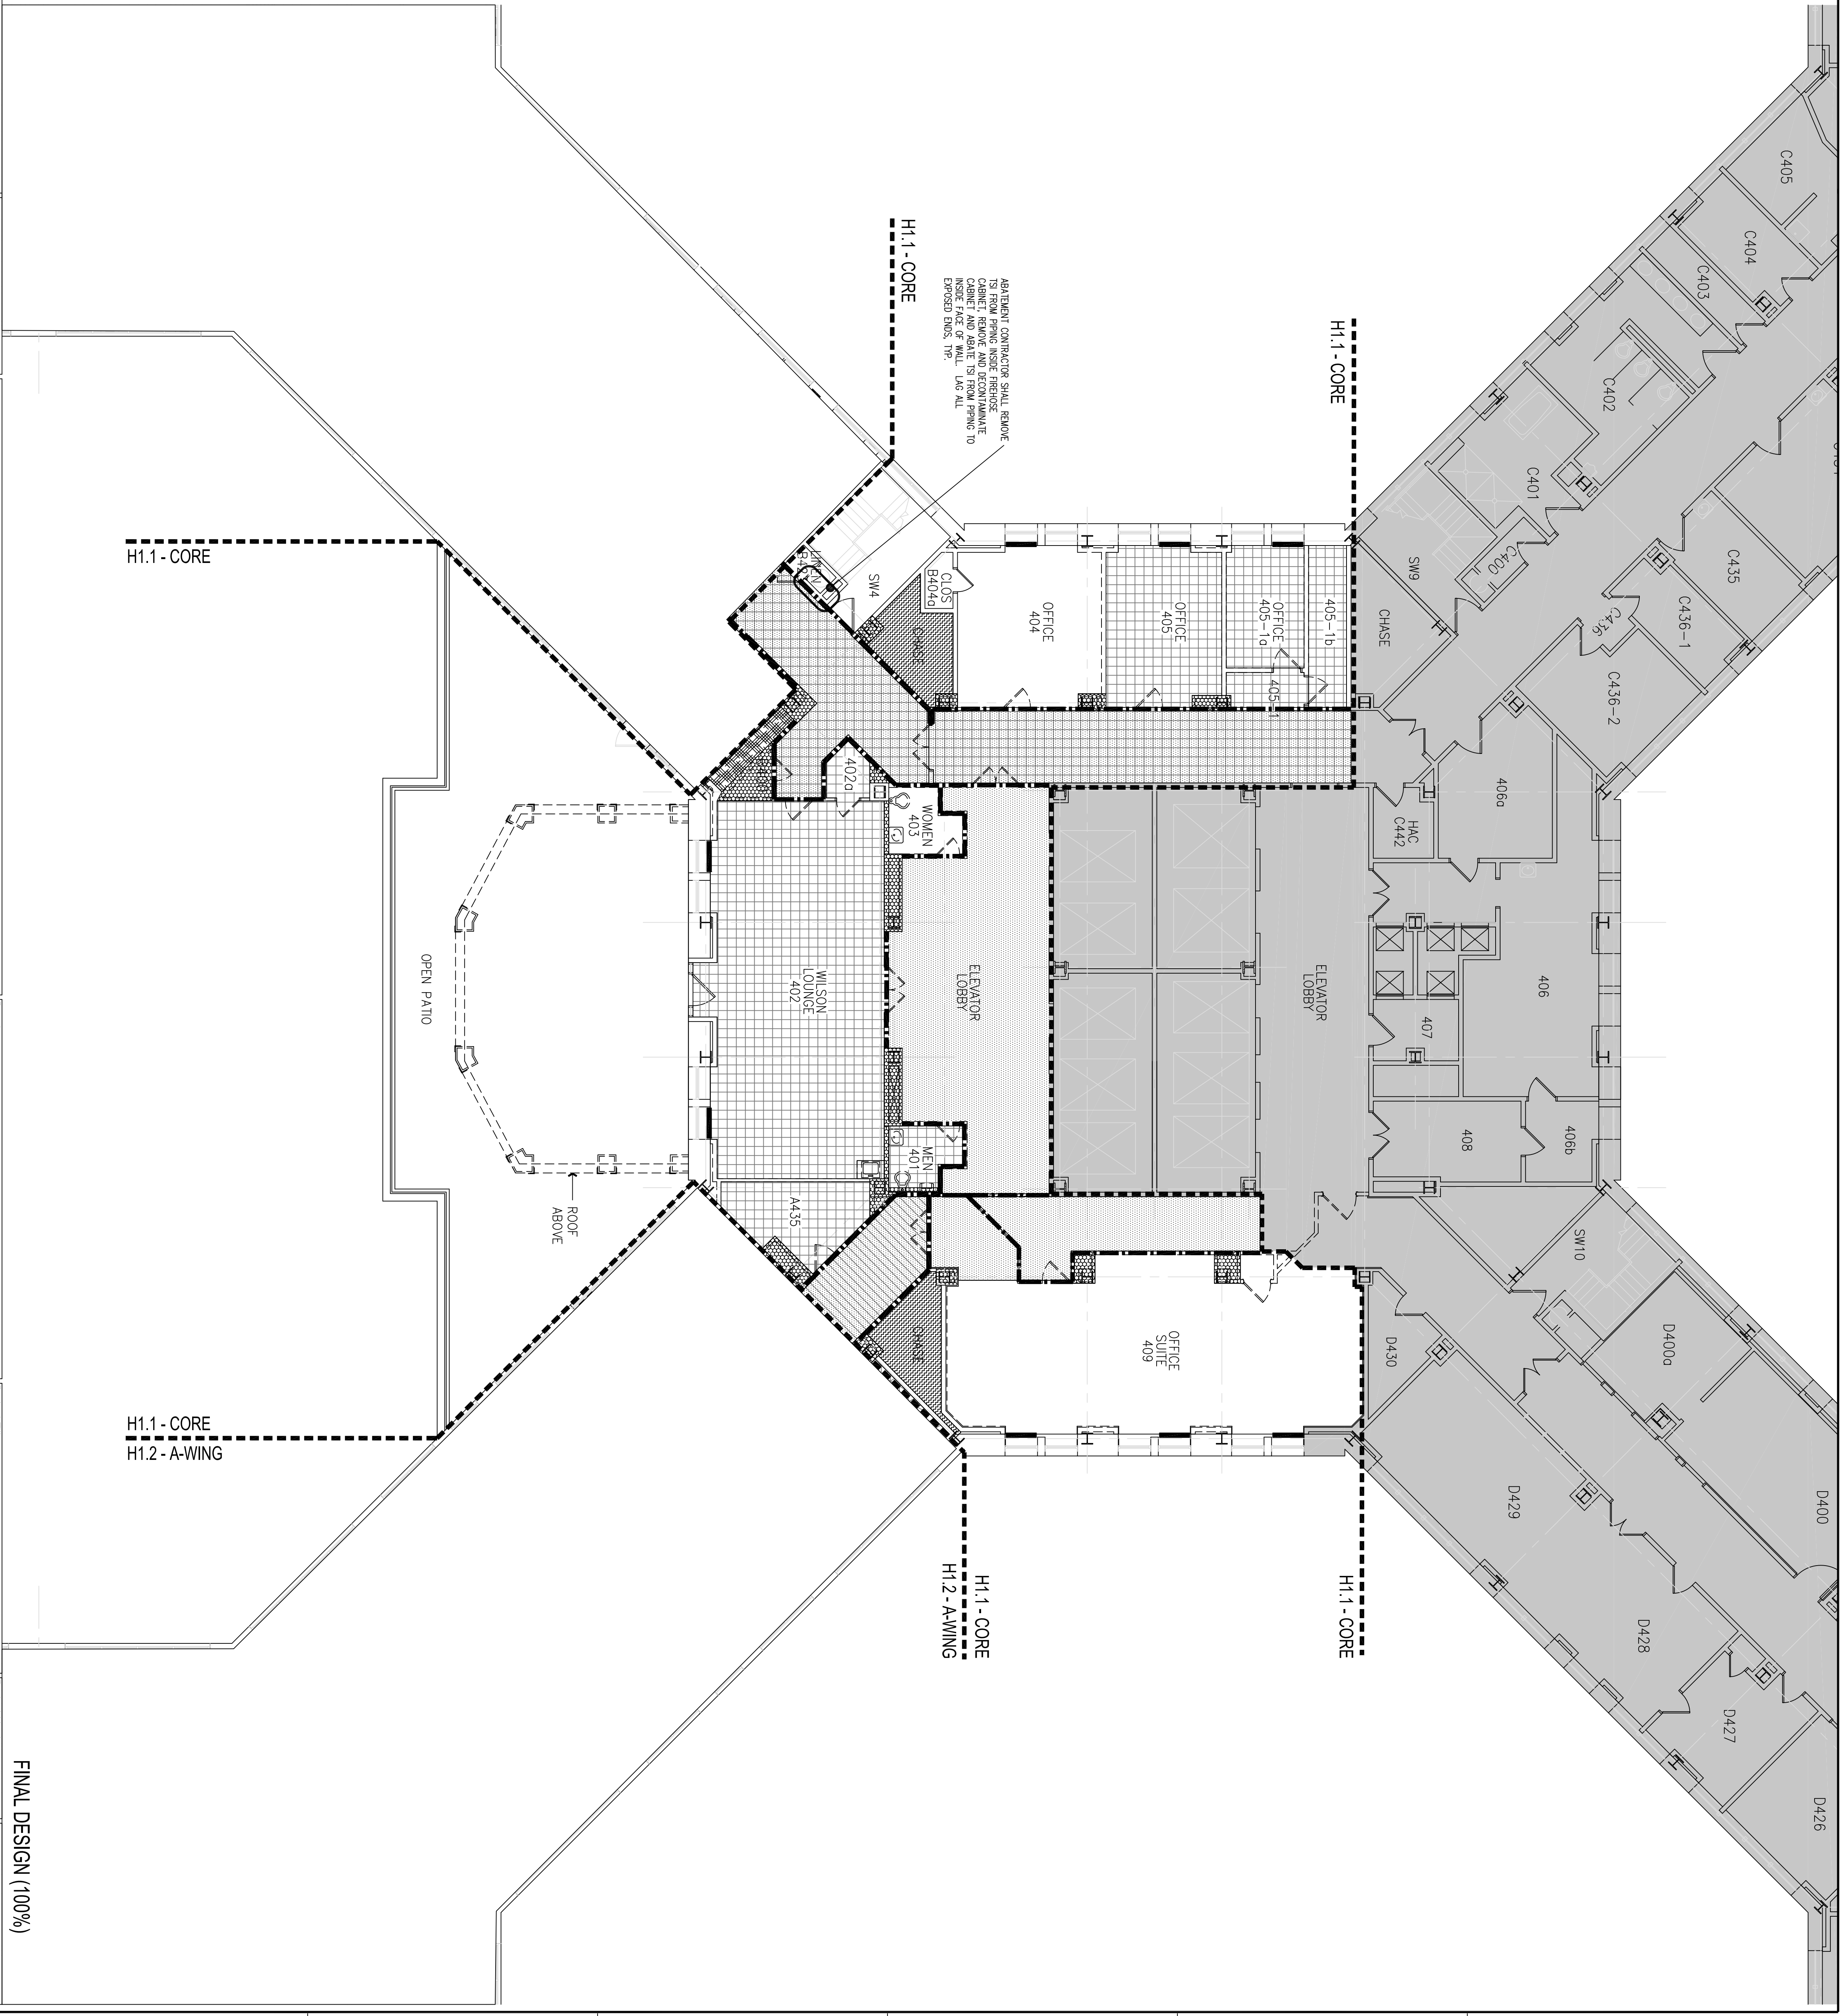 C405
C404
C403
C402
C401
C400
C435
C436-1
C436
C436-2
SW9
CHASE
H1.1 - CORE
H1.1 - CORE
ABATEMENT CONTRACTOR SHALL REMOVE
TSI FROM PIPING INSIDE FIREHOSE
CABINET, REMOVE AND DECONTAMINATE
CABINET AND ABATE TSI FROM PIPING TO
INSIDE FACE OF WALL. LAG ALL
EXPOSED ENDS, TYP.
405-1b
OFFICE
405-1a
405-1
OFFICE
405
OFFICE
404
CLOS
B404a
SW4
LINEN
CHASE
H1.1 - CORE
406a
HAC
C442
402a
WOMEN
403
406
407
ELEVATOR
LOBBY
ELEVATOR
LOBBY
WILSON
LOUNGE
402
OPEN PATIO
406b
408
MEN
401
A435
ROOF
ABOVE
SW10
D430
CHASE
OFFICE
SUITE
409
D400a
D400
D429
D428
D427
D426
H1.1 - CORE
H1.2 - A-WING
H1.1 - CORE
H1.1 - CORE
H1.2 - A-WING
FINAL DESIGN (100%)